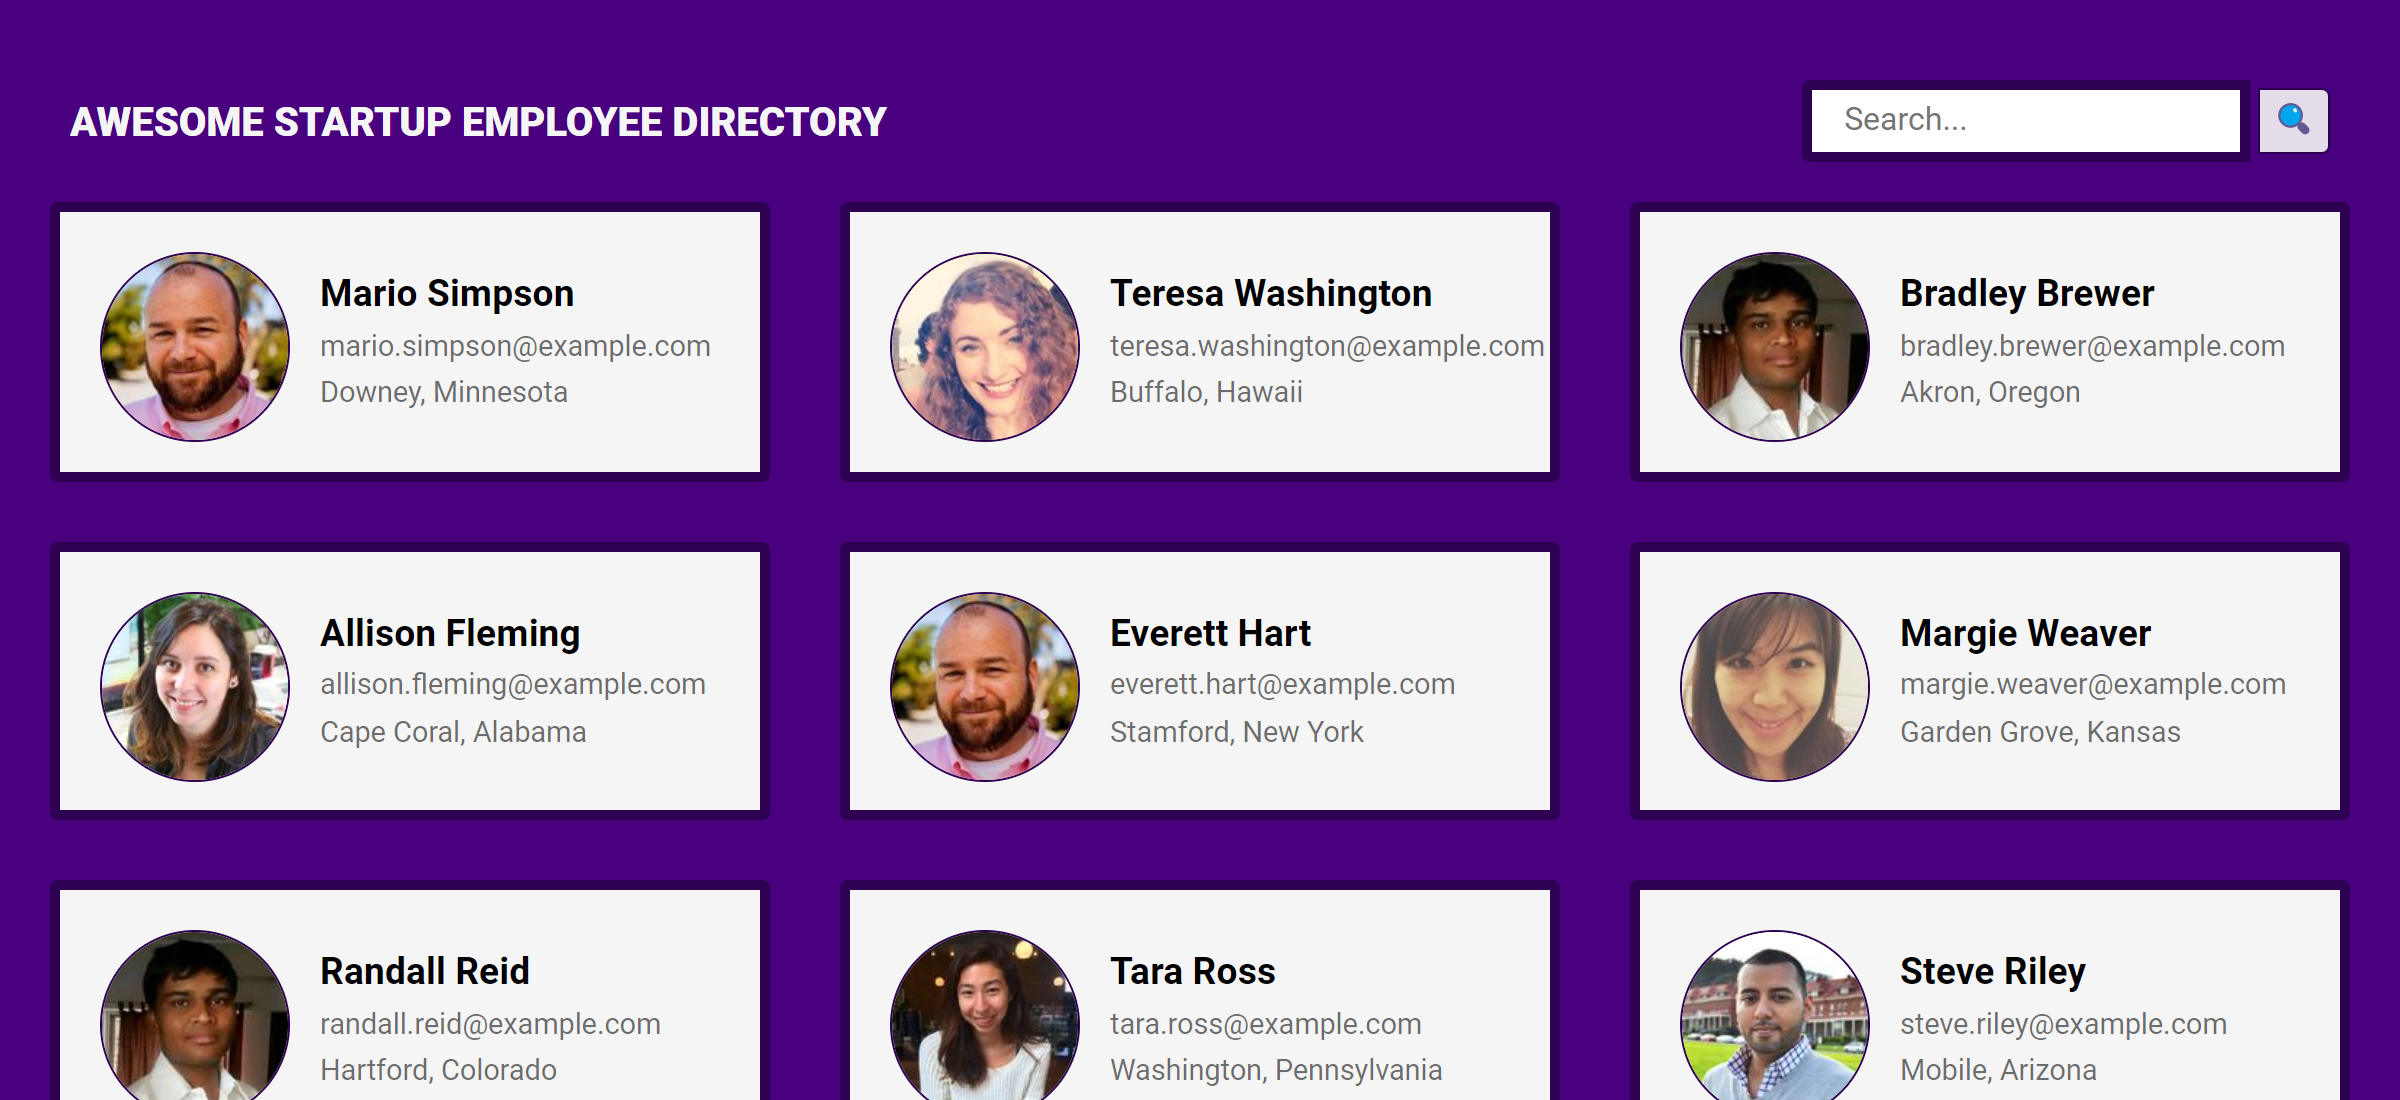 AWESOME STARTUP EMPLOYEE DIRECTORY
Search...
Mario Simpson
mario.simpson@example.com
Downey, Minnesota
Teresa Washington
teresa.washington@example.com
Buffalo, Hawaii
Bradley Brewer
bradley.brewer@example.com
Akron, Oregon
Allison Fleming
allison.fleming@example.com
Cape Coral, Alabama
Everett Hart
everett.hart@example.com
Stamford, New York
Margie Weaver
margie.weaver@example.com
Garden Grove, Kansas
Randall Reid
randall.reid@example.com
Hartford, Colorado
Tara Ross
tara.ross@example.com
Washington, Pennsylvania
Steve Riley
steve.riley@example.com
Mobile, Arizona